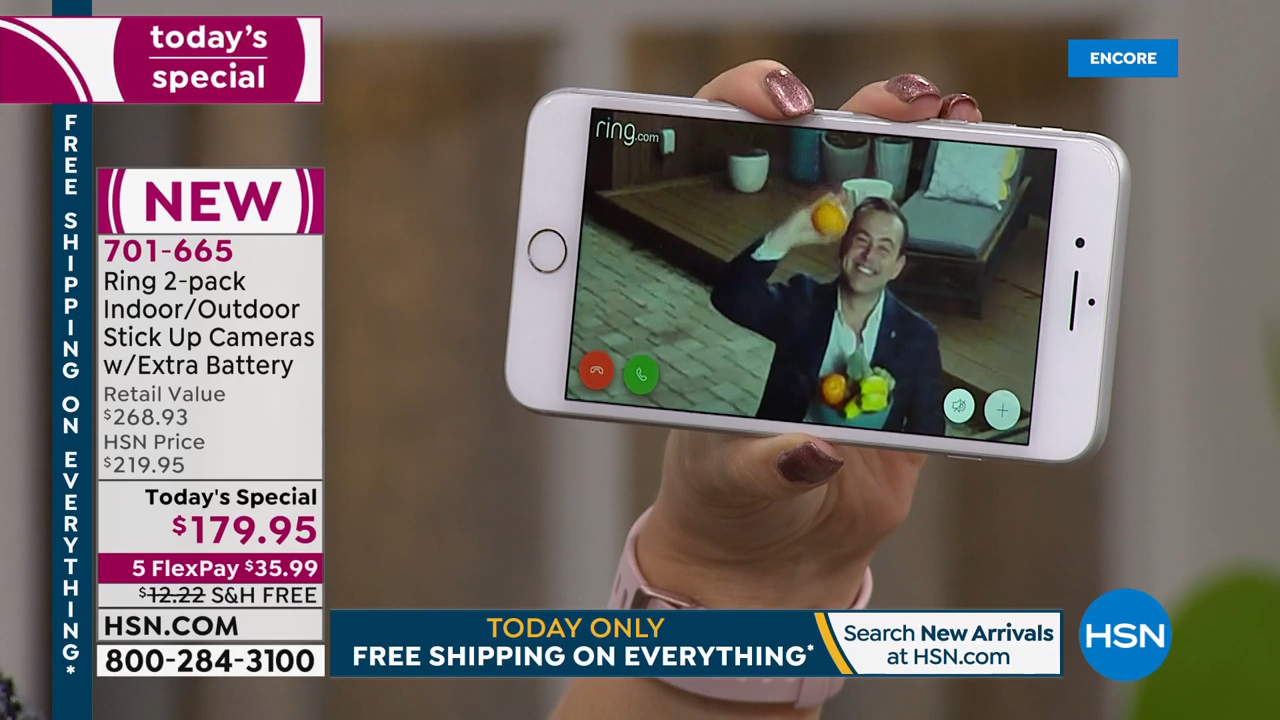 today's
special
ENCORE
FREE SHIPPING ON EVERYTHING*
NEW
701-665
Ring 2-pack
Indoor/Outdoor
Stick Up Cameras
w/Extra Battery
Retail Value
$268.93
HSN Price
$219.95
Today's Special
$179.95
5 FlexPay $35.99
$12.22 S&H FREE
HSN.COM
800-284-3100
ring.com
TODAY ONLY
FREE SHIPPING ON EVERYTHING*
Search New Arrivals
at HSN.com
HSN